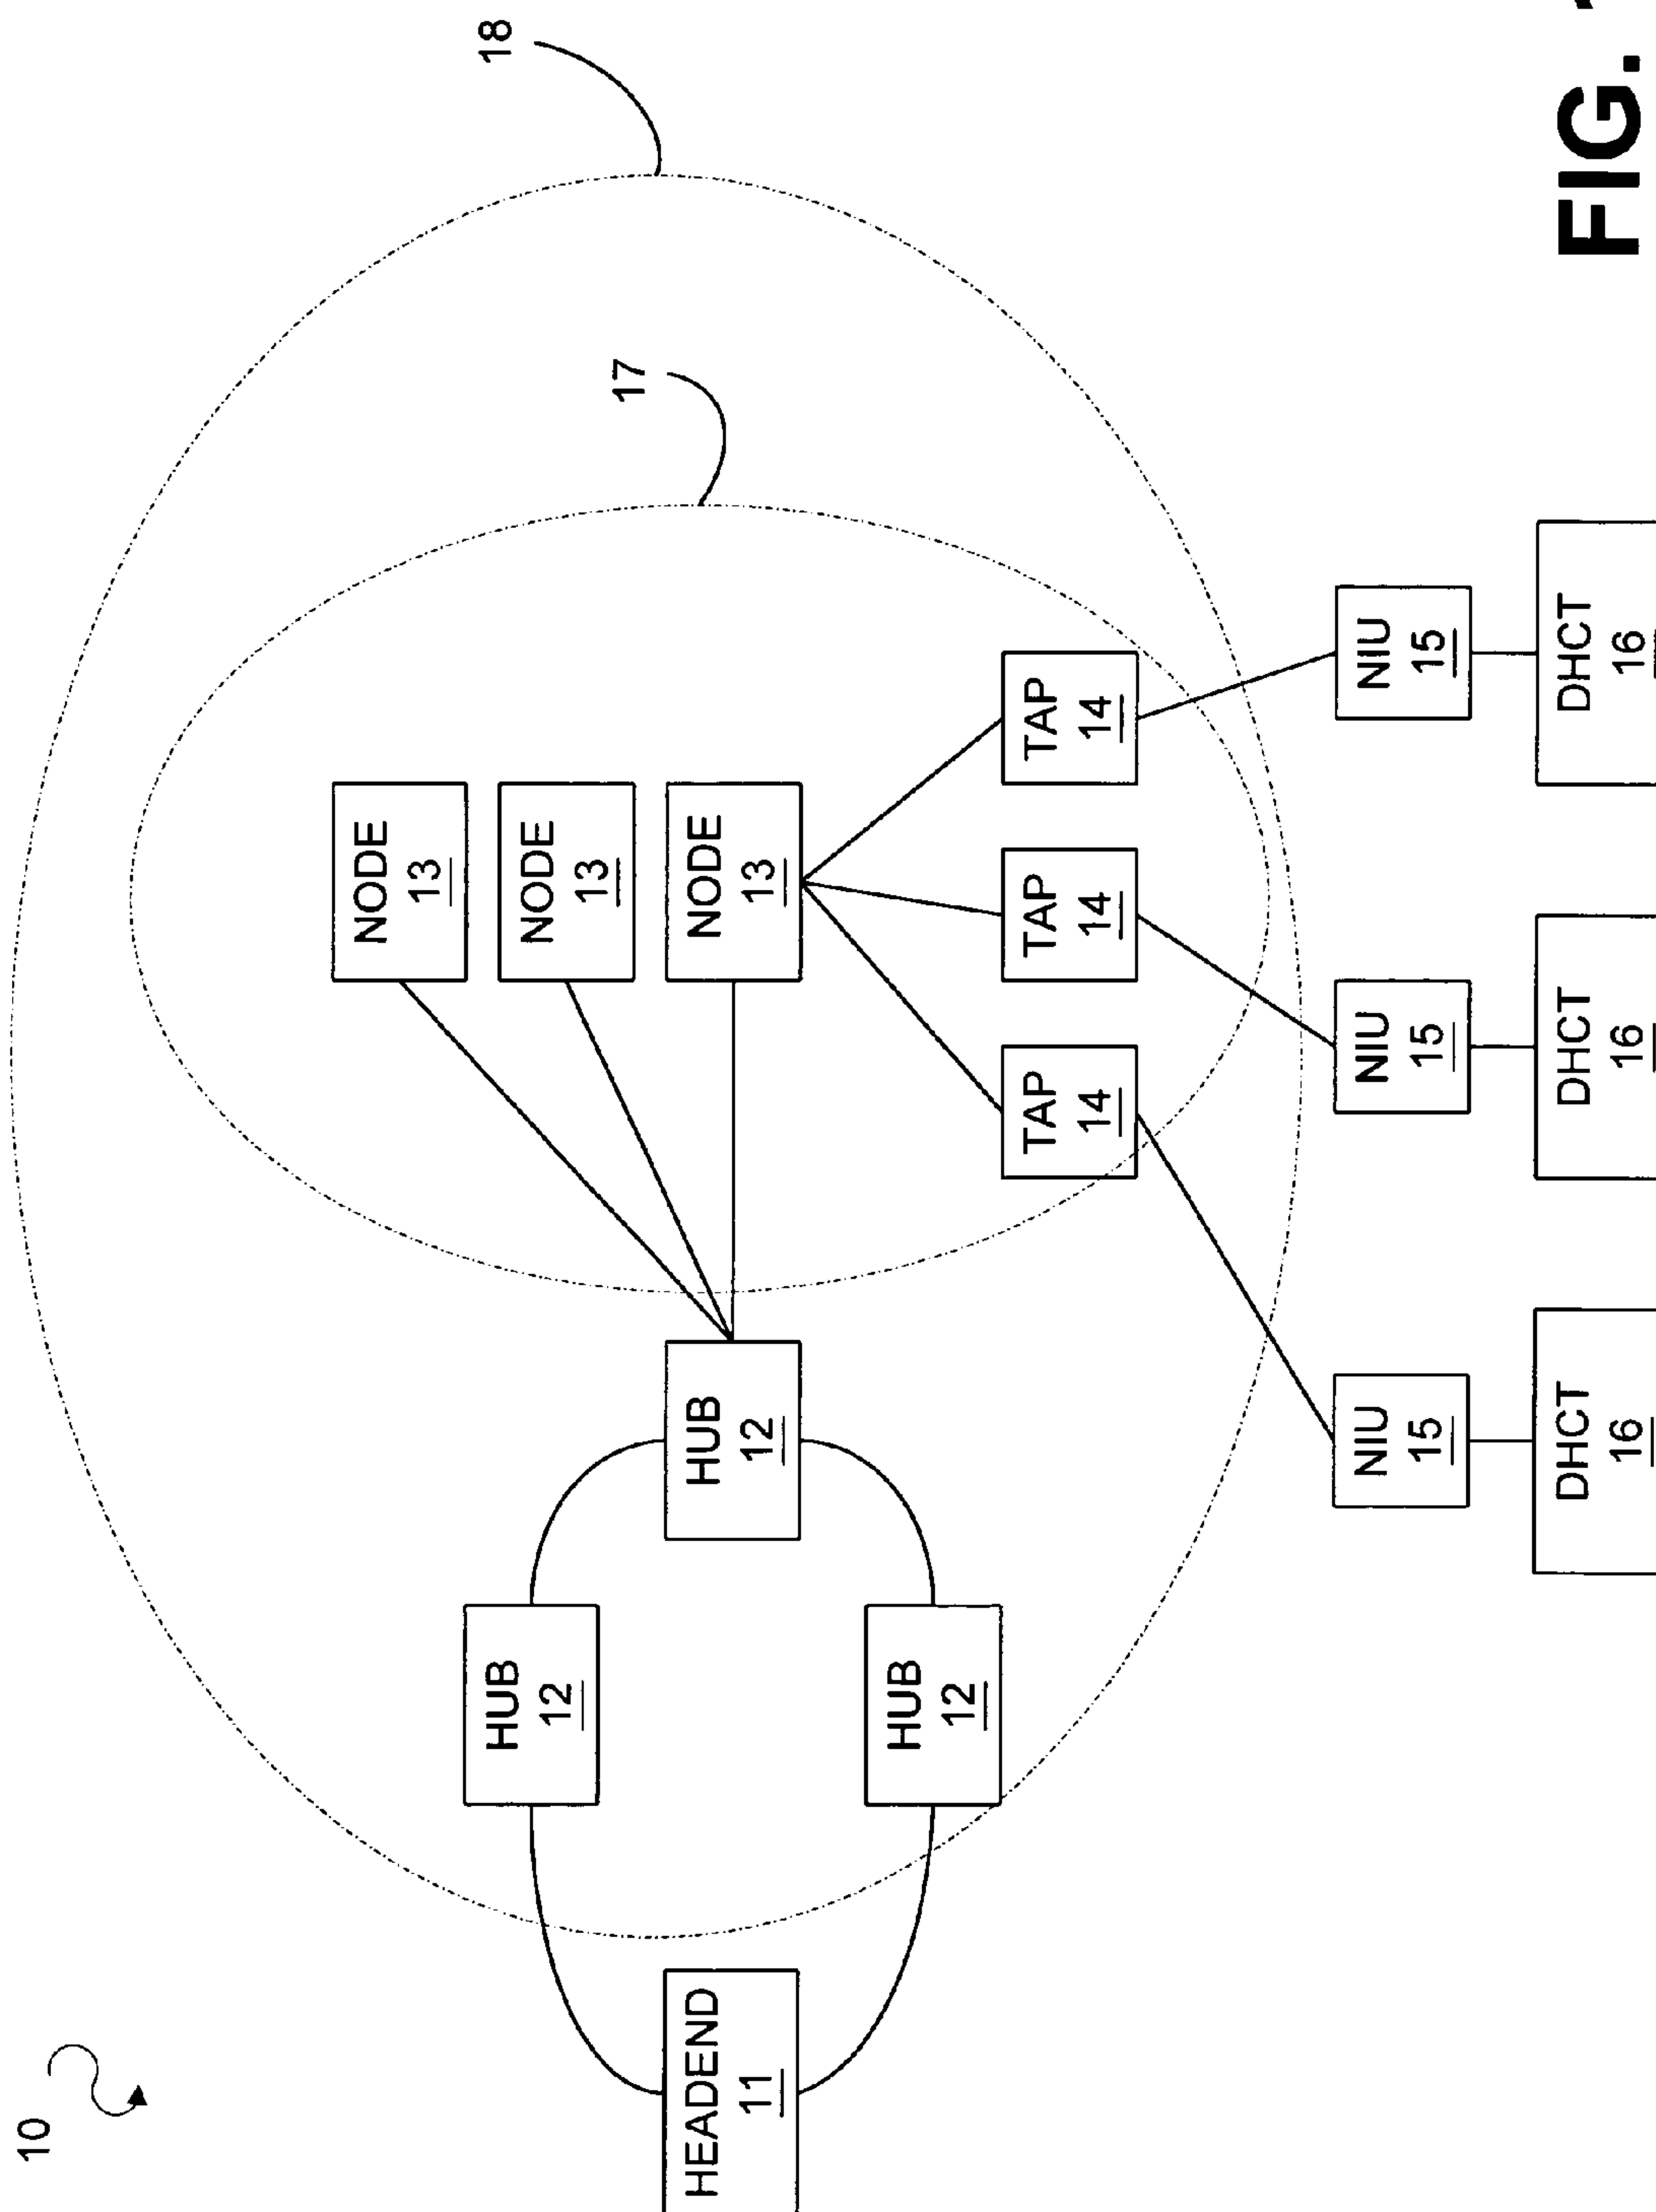 10
NODE
13
18
HUB
12
NODE
13
17
HEADEND
11
HUB
12
NODE
13
HUB
12
TAP
14
TAP
14
TAP
14
NIU
15
NIU
15
NIU
15
DHCT
16
DHCT
16
DHCT
16
FIG.